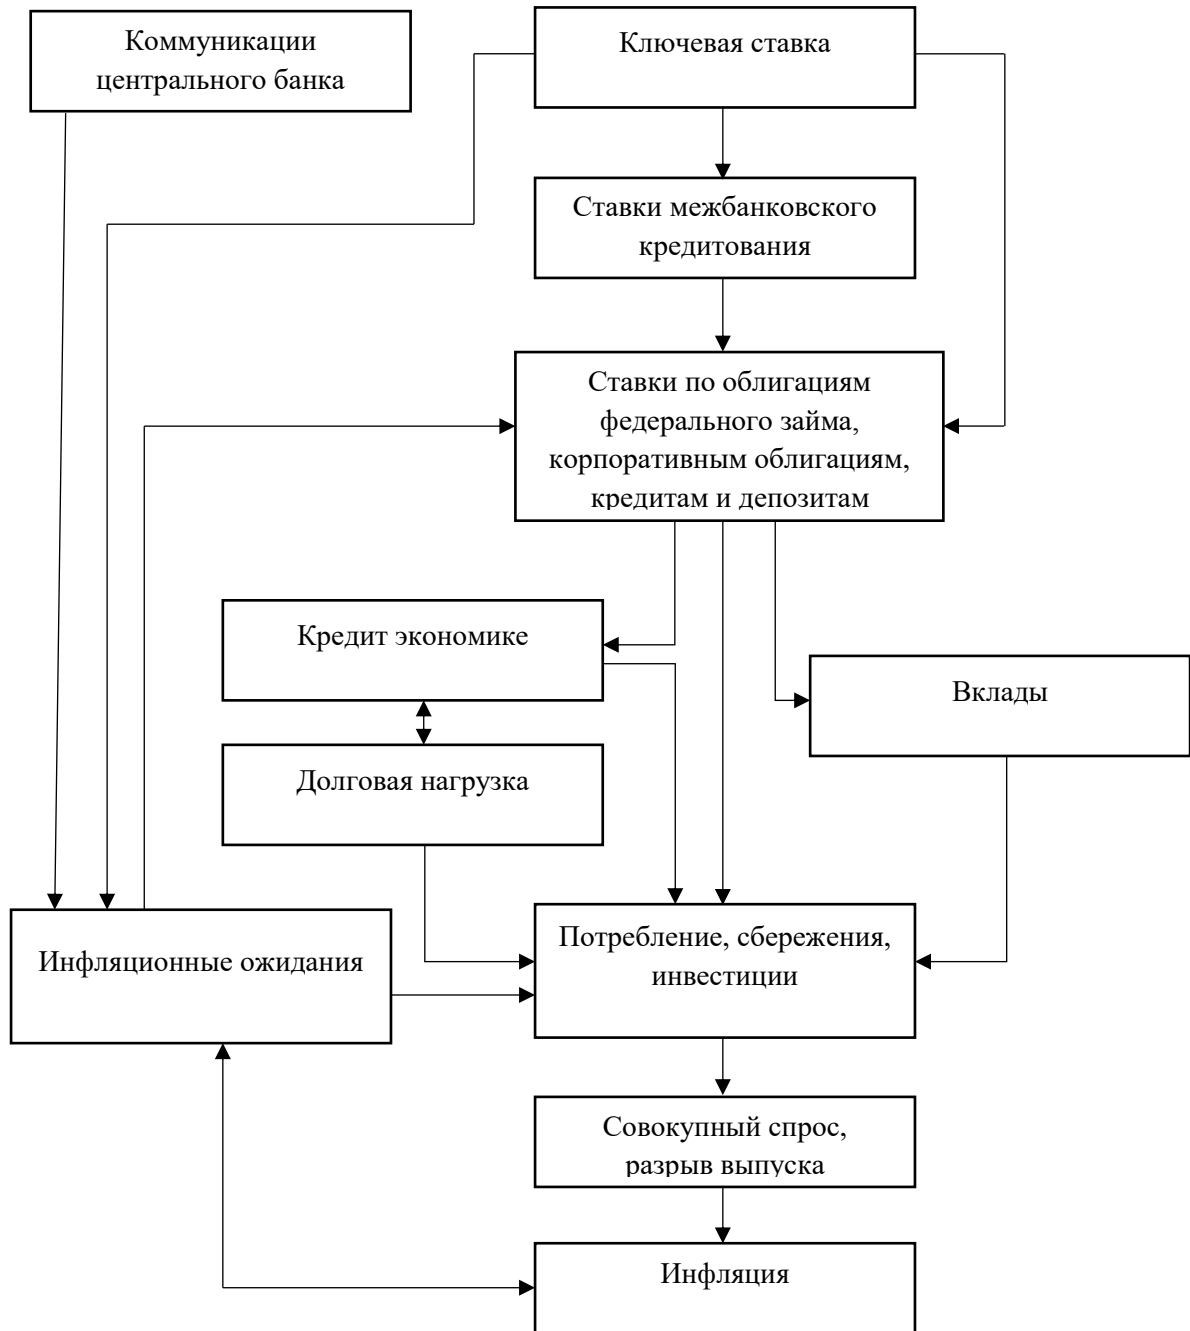 Коммуникации
центрального банка
Ключевая ставка
Ставки межбанковского
кредитования
Ставки по облигациям
федерального займа,
корпоративным облигациям,
кредитам и депозитам
Кредит экономике
Вклады
Долговая нагрузка
Инфляционные ожидания
Потребление, сбережения,
инвестиции
Совокупный спрос,
разрыв выпуска
Инфляция